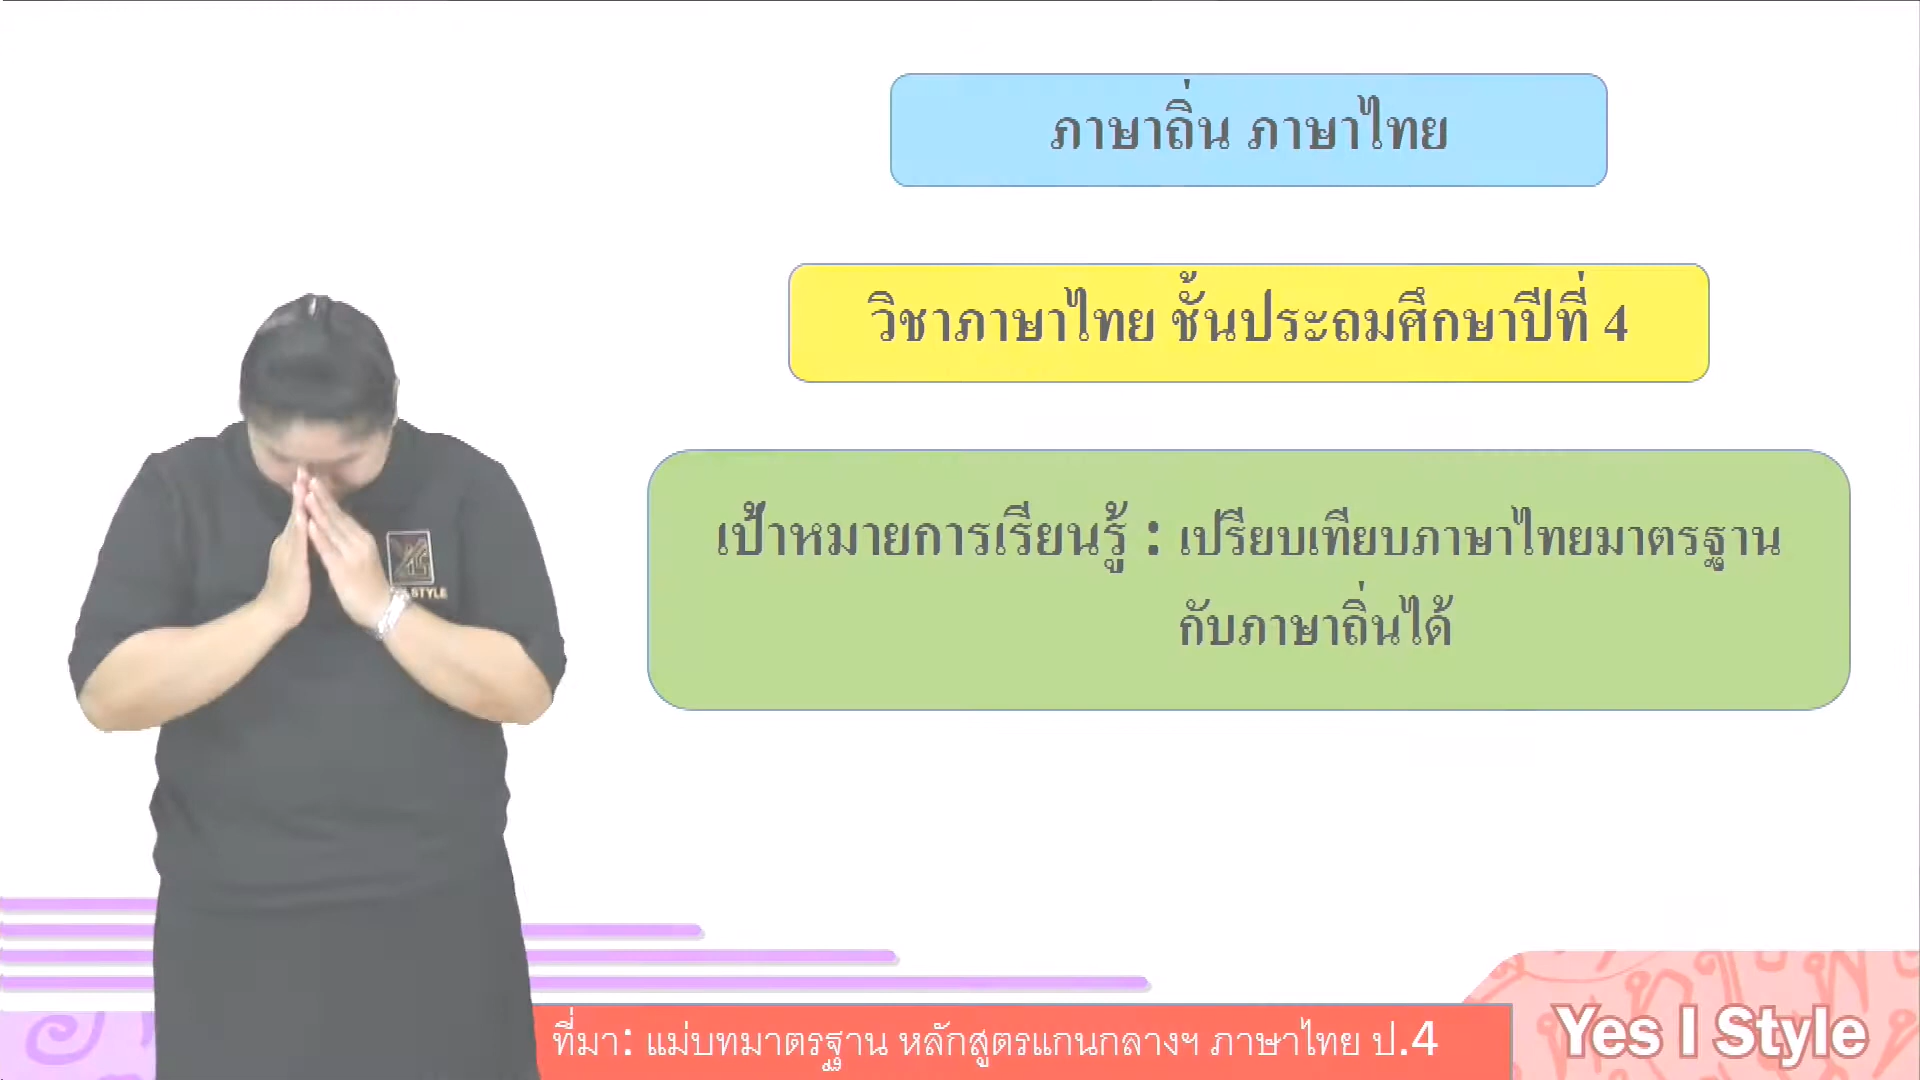 ภาษาถิ่น ภาษาไทย
วิชาภาษาไทย ชั้นประถมศึกษาปีที่ 4
เป้าหมายการเรียนรู้ : เปรียบเทียบภาษาไทยมาตรฐาน
กับภาษาถิ่นได้
STYLE
ที่มา: แม่บทมาตรฐาน หลักสูตรแกนกลางฯ ภาษาไทย ป.4
Yes I Style